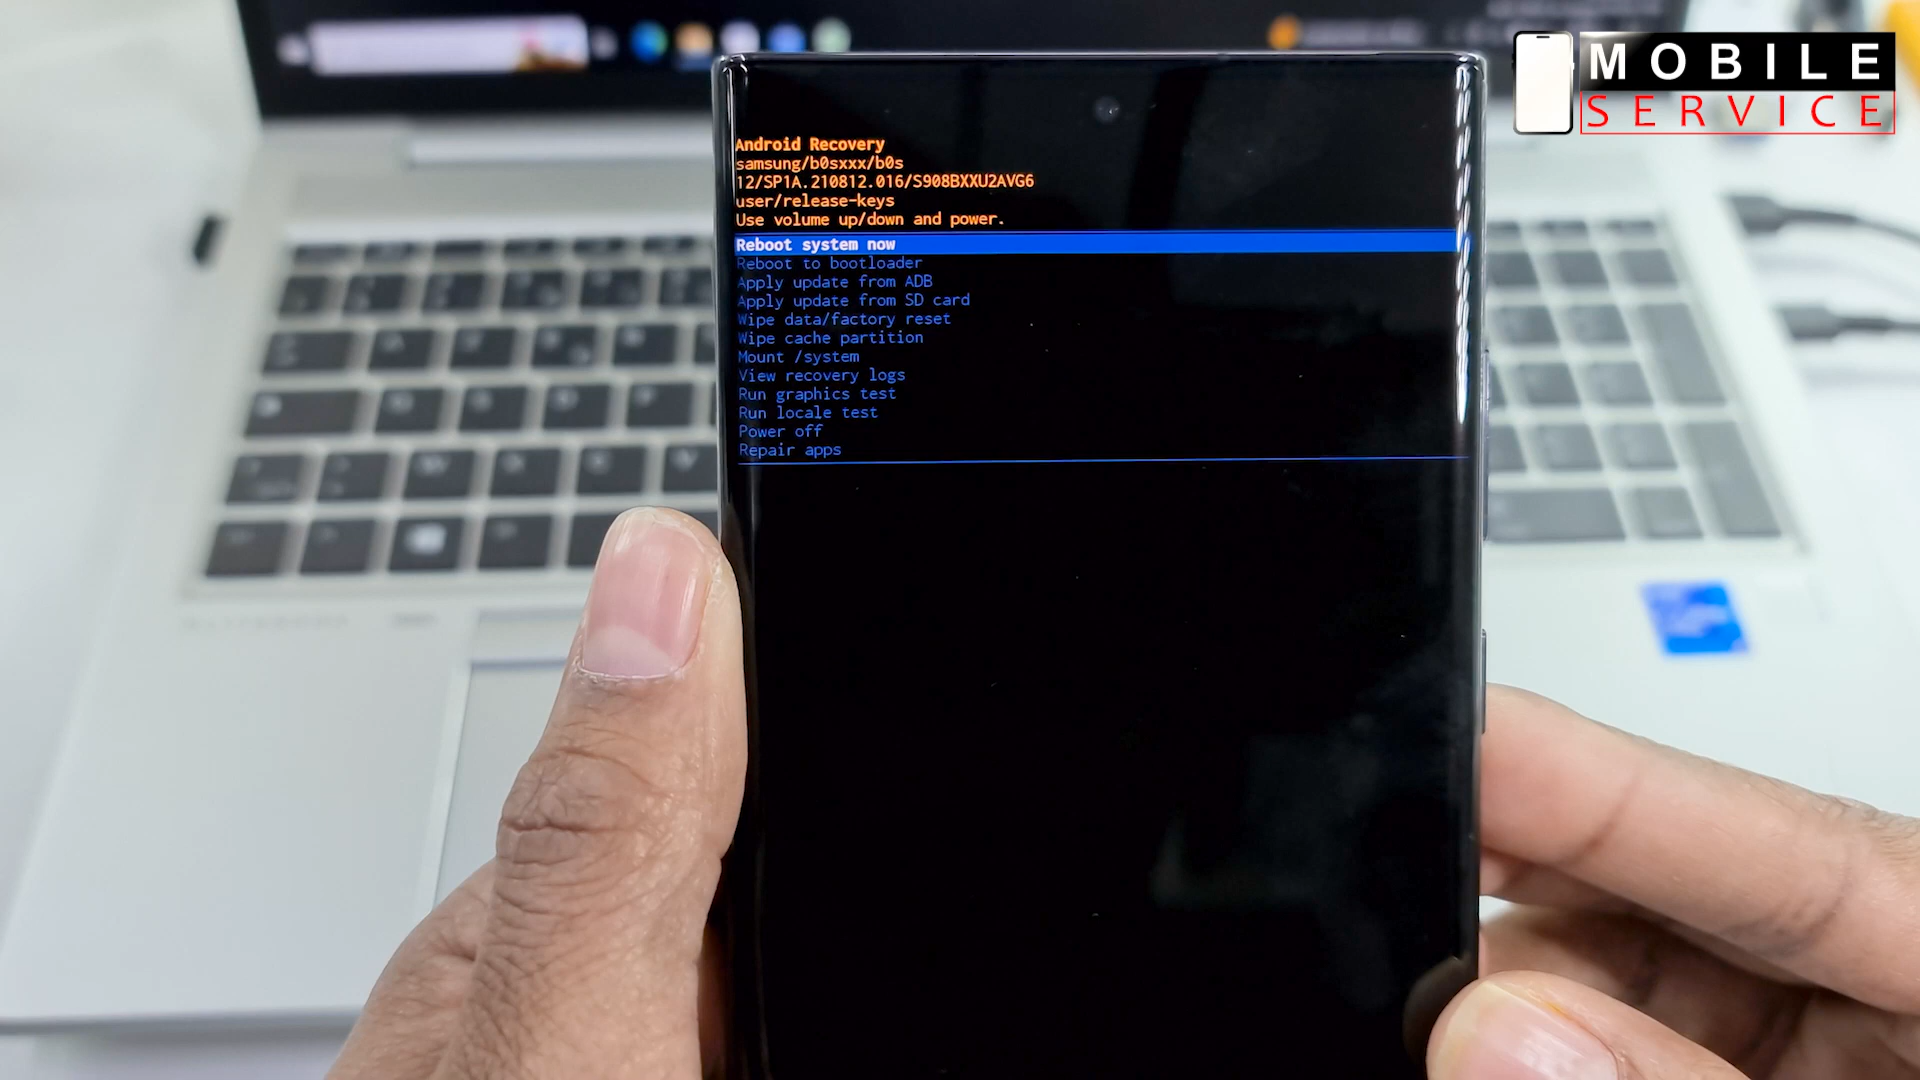 MOBILE
SERVICE
Android Recovery
samsung/b0sxxx/b0s
12/SP1A.210812.016/S908BXXU2AVG6
user/release-keys
Use volume up/down and power.
Reboot system now
Reboot to bootloader
Apply update from ADB
Apply update from SD card
Wipe data/factory reset
Wipe cache partition
Mount /system
View recovery logs
Run graphics test
Run locale test
Power off
Repair apps